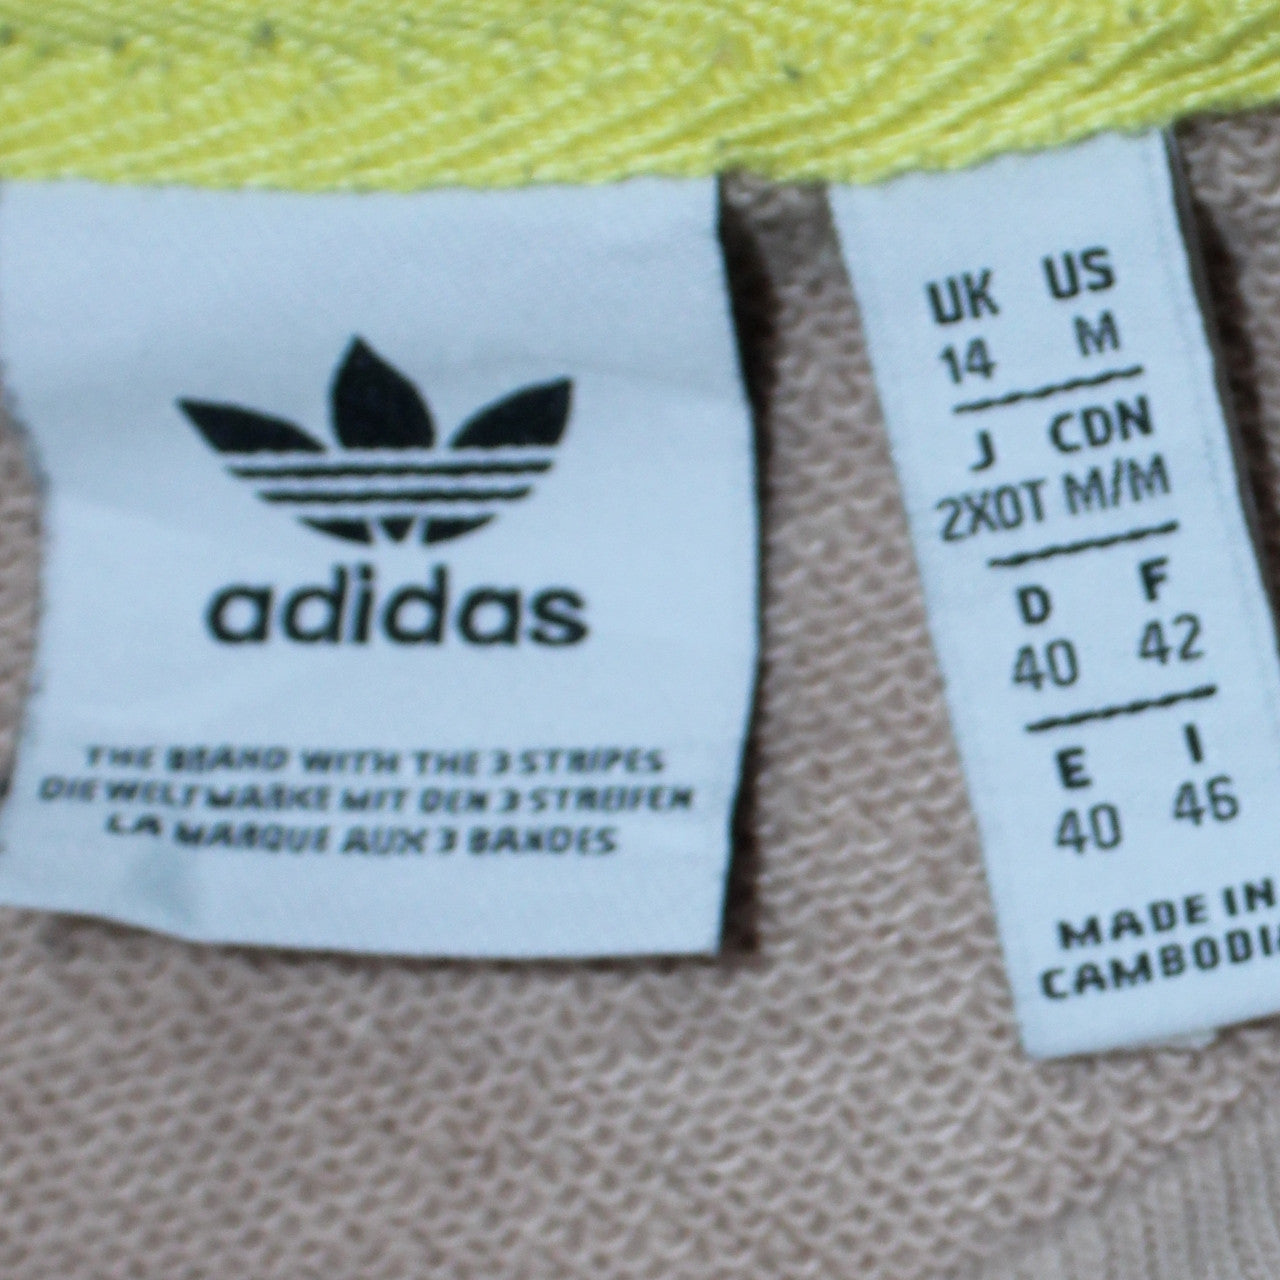 adidas
THE BRAND WITH THE 3 STRIPES
DIE WELTMARKE MIT DEN 3 STREIFEN
LA MARQUE AUX 3 BANDES
UK US
14 M
J CDN
2XOT M/M
D F
40 42
E I
40 46
MADE IN
CAMBODIA